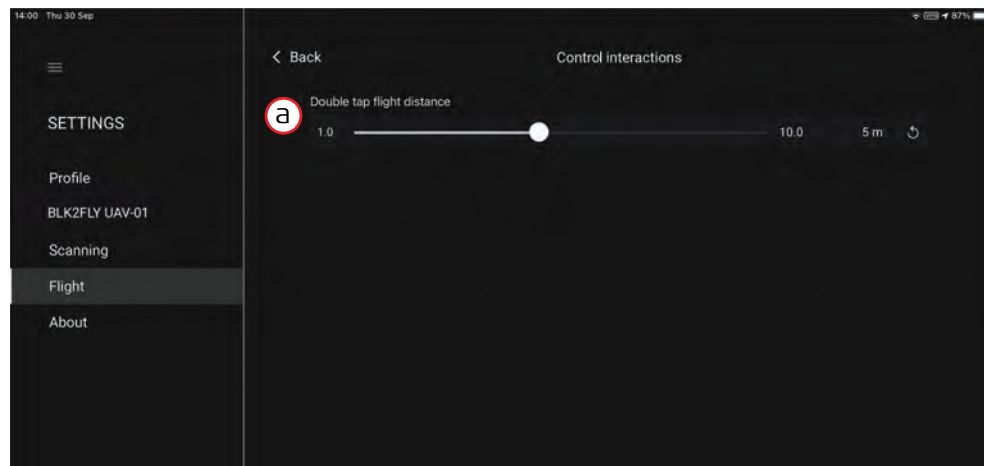 14:00 Thu 30 Sep
87%
Back
Control interactions
SETTINGS
a
Double tap flight distance
1.0
10.0
5 m
Profile
BLK2FLY UAV-01
Scanning
Flight
About